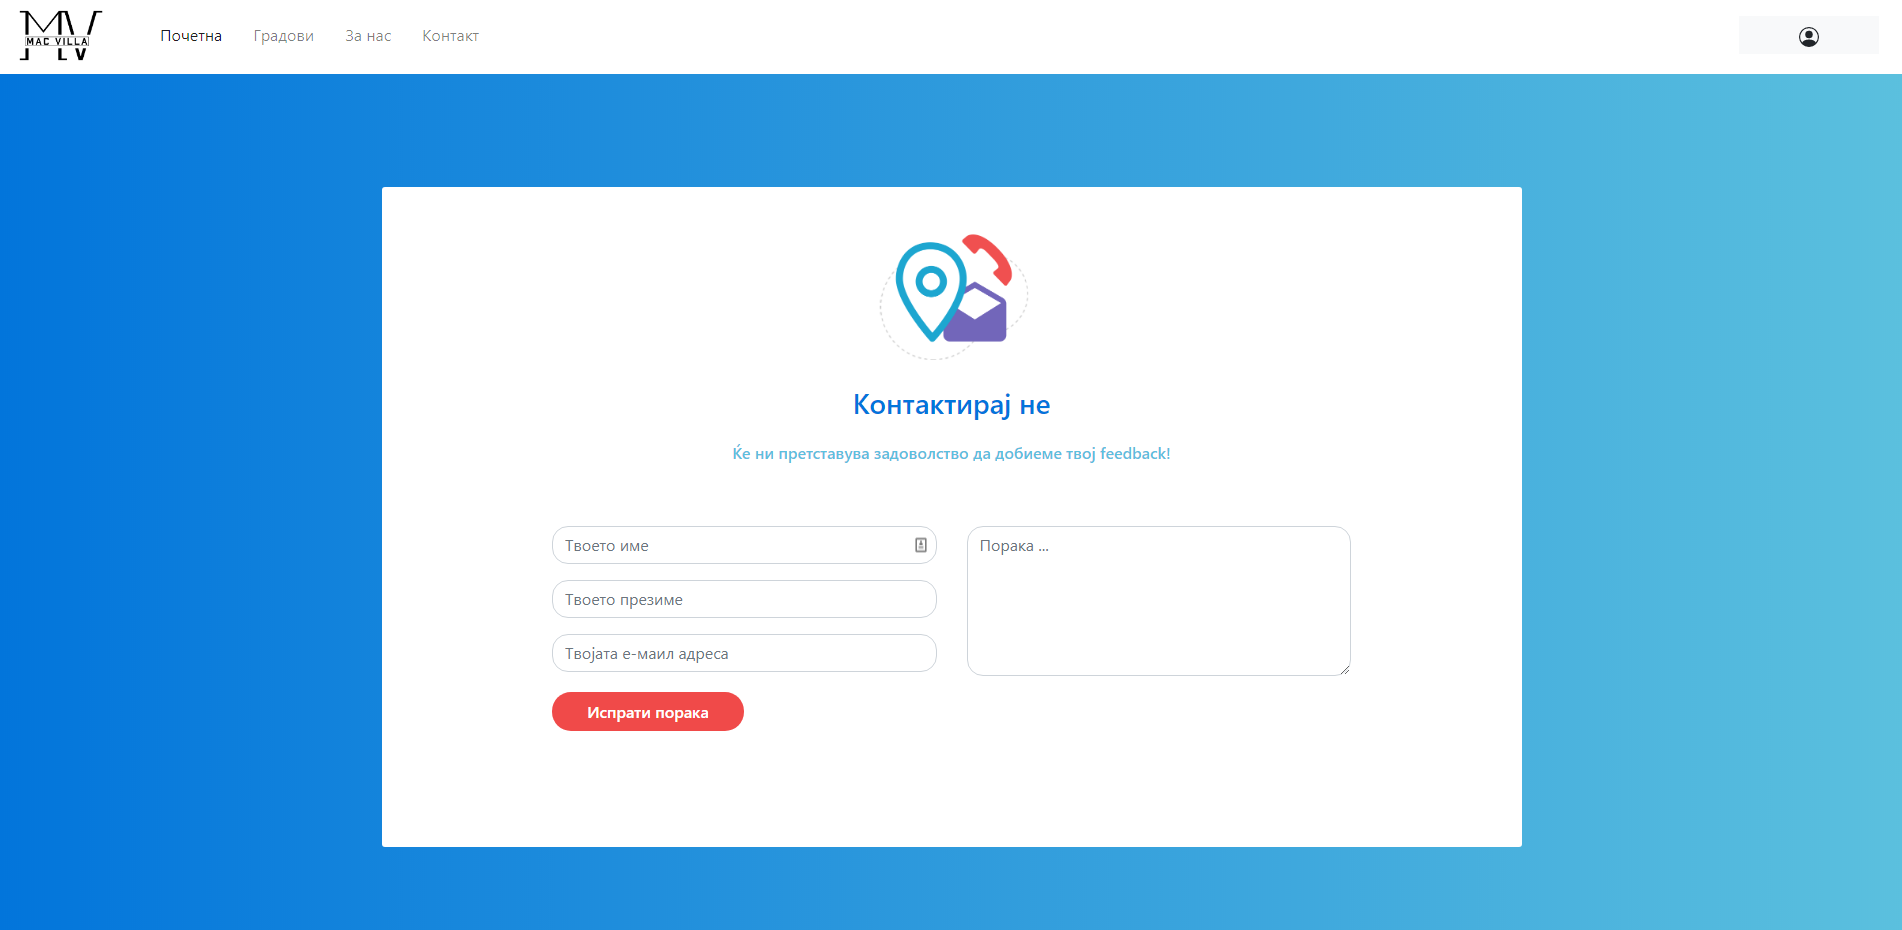 MV
MAC VILLA
Почетна
Градови
За нас
Контакт
Контактирај не
Ќе ни претставува задоволство да добиеме твој feedback!
Твоето име
Твоето презиме
Твојата е-маил адреса
Порака ...
Испрати порака